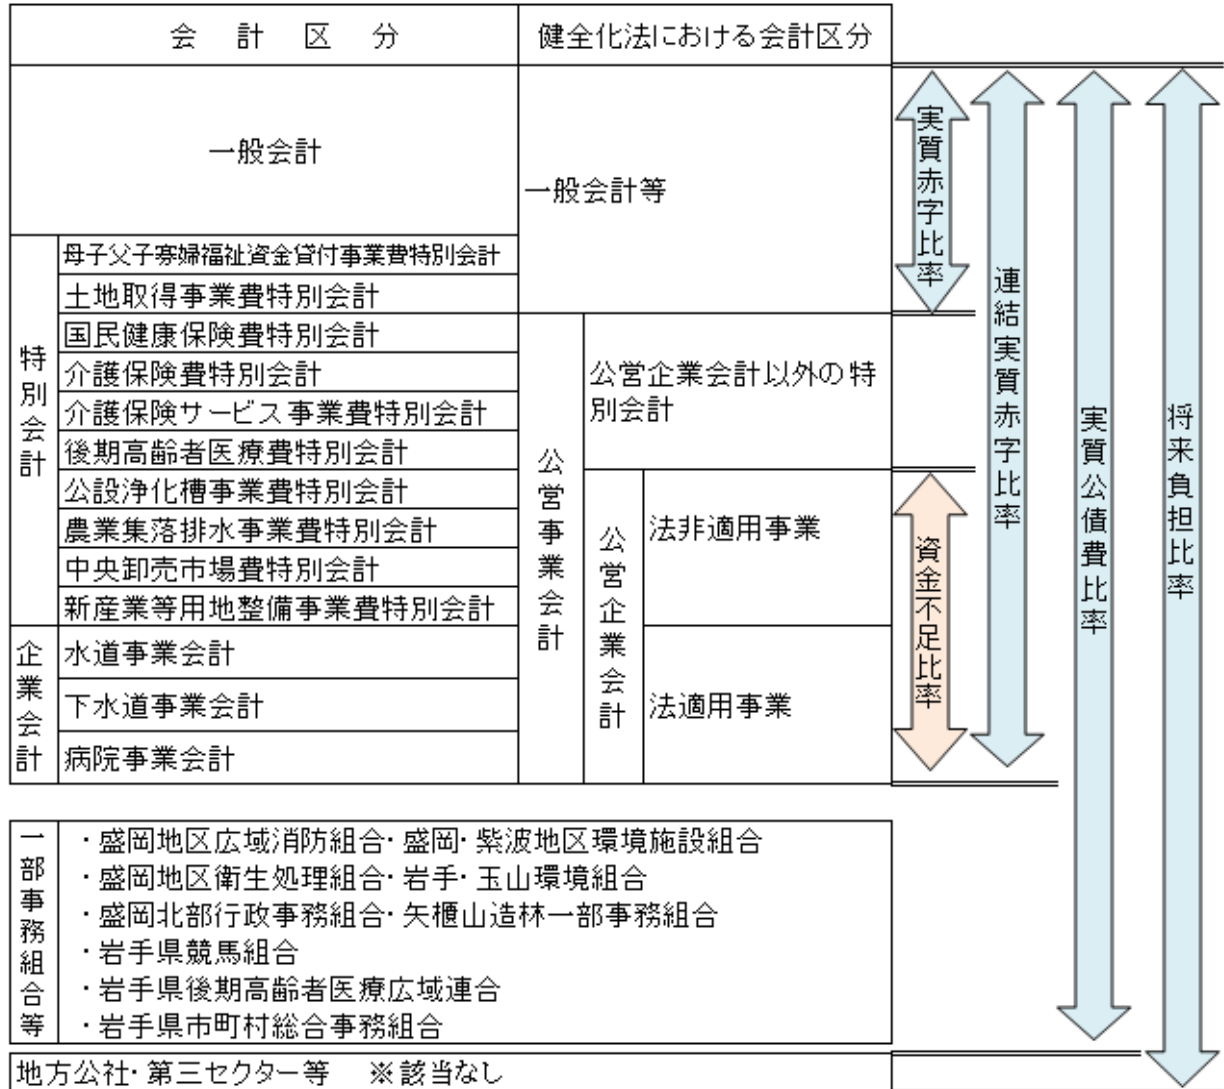 会計区分
健全化法における会計区分
一般会計
一般会計等
特別会計
母子父子寡婦福祉資金貸付事業費特別会計
土地取得事業費特別会計
国民健康保険費特別会計
介護保険費特別会計
介護保険サービス事業費特別会計
後期高齢者医療費特別会計
公設浄化槽事業費特別会計
農業集落排水事業費特別会計
中央卸売市場費特別会計
新産業等用地整備事業費特別会計
企業会計
水道事業会計
下水道事業会計
病院事業会計
公営事業会計
公営企業会計以外の特
別会計
公営企業会計
法非適用事業
法適用事業
実質赤字比率
資金不足比率
連結実質赤字比率
実質公債費比率
将来負担比率
一部事務組合等
・盛岡地区広域消防組合・盛岡・紫波地区環境施設組合
・盛岡地区衛生処理組合・岩手・玉山環境組合
・盛岡北部行政事務組合・矢櫃山造林一部事務組合
・岩手県競馬組合
・岩手県後期高齢者医療広域連合
・岩手県市町村総合事務組合
地方公社・第三セクター等　※該当なし